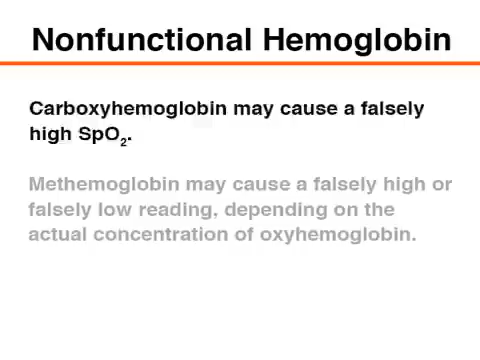 Nonfunctional Hemoglobin
Carboxyhemoglobin may cause a falsely
high SpO₂.
Methemoglobin may cause a falsely high or
falsely low reading, depending on the
actual concentration of oxyhemoglobin.